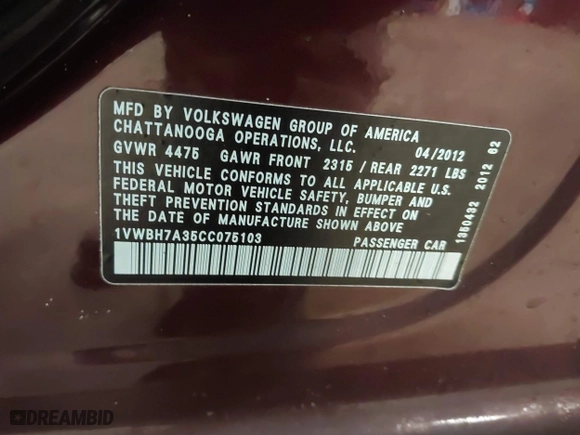 MFD BY VOLKSWAGEN GROUP OF AMERICA
CHATTANOOGA OPERATIONS, LLC. 04/2012
GVWR 4475 GAWR FRONT 2315 / REAR 2271 LBS
THIS VEHICLE CONFORMS TO ALL APPLICABLE U.S.
FEDERAL MOTOR VEHICLE SAFETY, BUMPER AND
THEFT PREVENTION STANDARDS IN EFFECT ON
THE DATE OF MANUFACTURE SHOWN ABOVE
1VWBH7A35CC075103 PASSENGER CAR
1350432 2012 62
DREAMBID